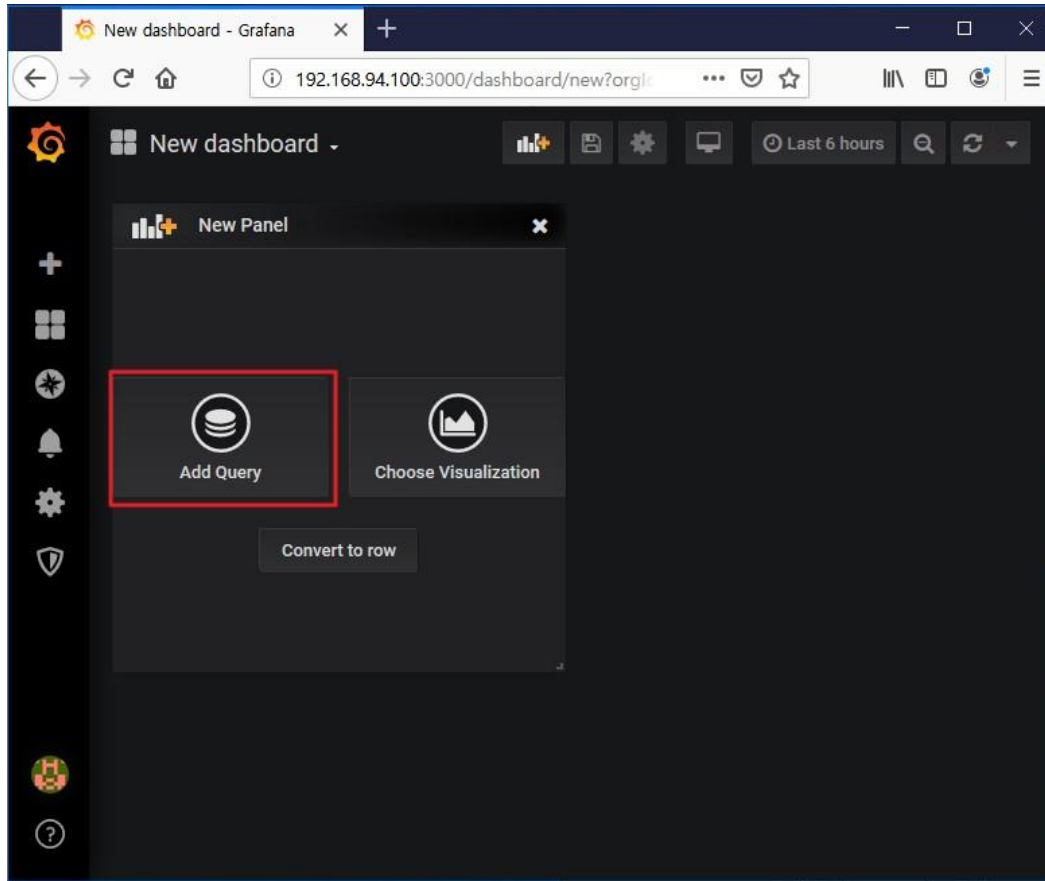 New dashboard - Grafana
192.168.94.100:3000/dashboard/new?orgI
New dashboard
Last 6 hours
New Panel
Add Query
Choose Visualization
Convert to row